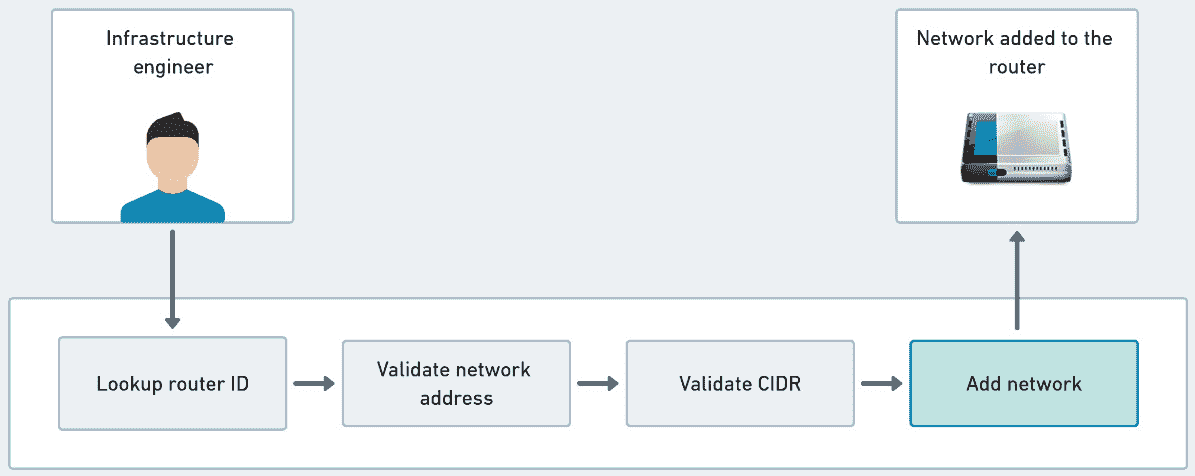 Infrastructure
engineer
Network added to the
router
Lookup router ID
Validate network
address
Validate CIDR
Add network